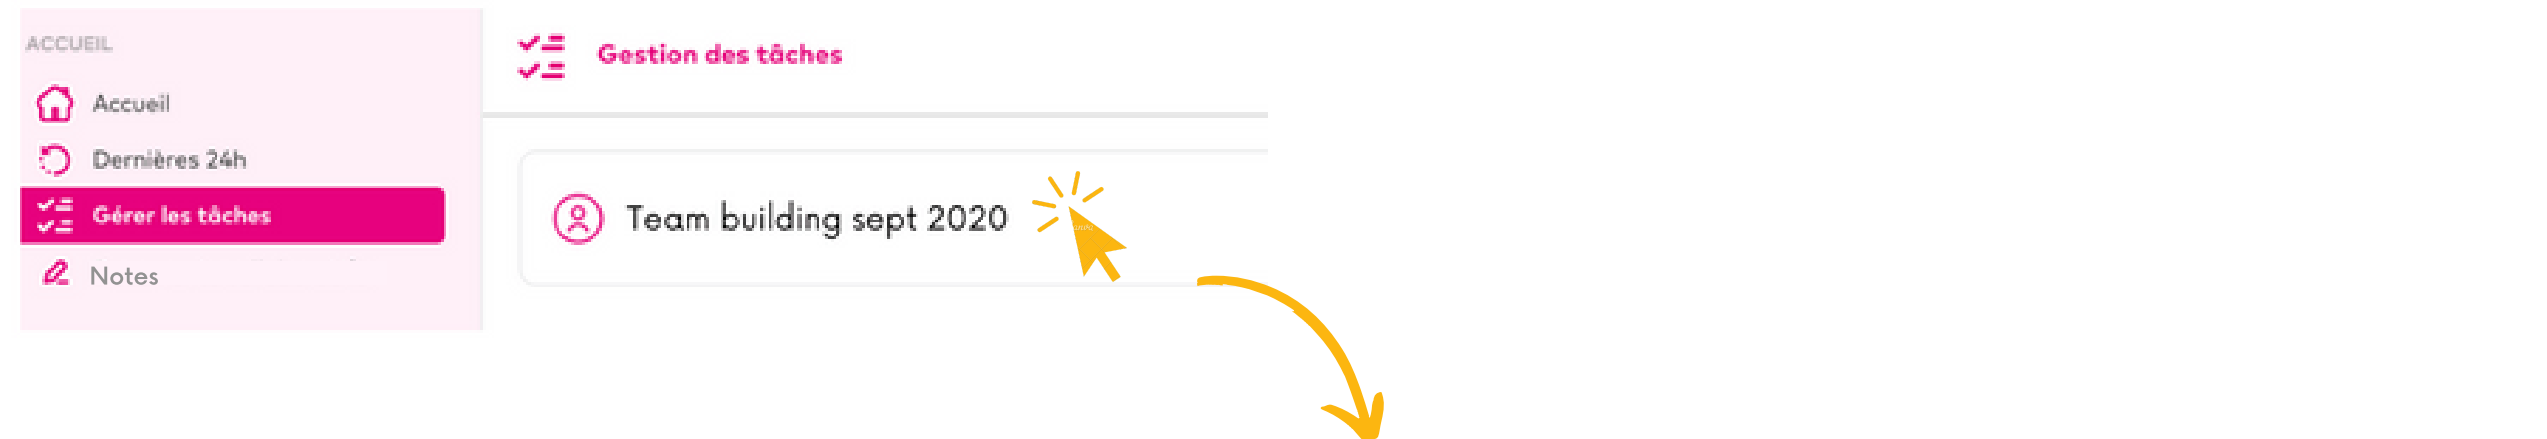 ACCUEIL
Accueil
Dernières 24h
Gérer les tâches
Notes
Gestion des tâches
Team building sept 2020